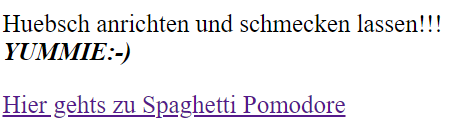 Huebsch anrichten und schmecken lassen!!!
YUMMIE:-)
Hier gehts zu Spaghetti Pomodore